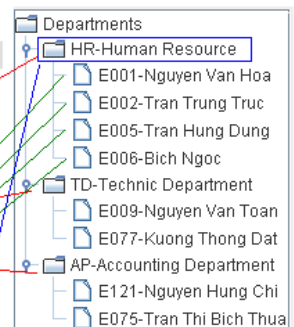 Departments
HR-Human Resource
E001-Nguyen Van Hoa
E002-Tran Trung Truc
E005-Tran Hung Dung
E006-Bich Ngoc
TD-Technic Department
E009-Nguyen Van Toan
E077-Kuong Thong Dat
AP-Accounting Department
E121-Nguyen Hung Chi
E075-Tran Thi Bich Thua